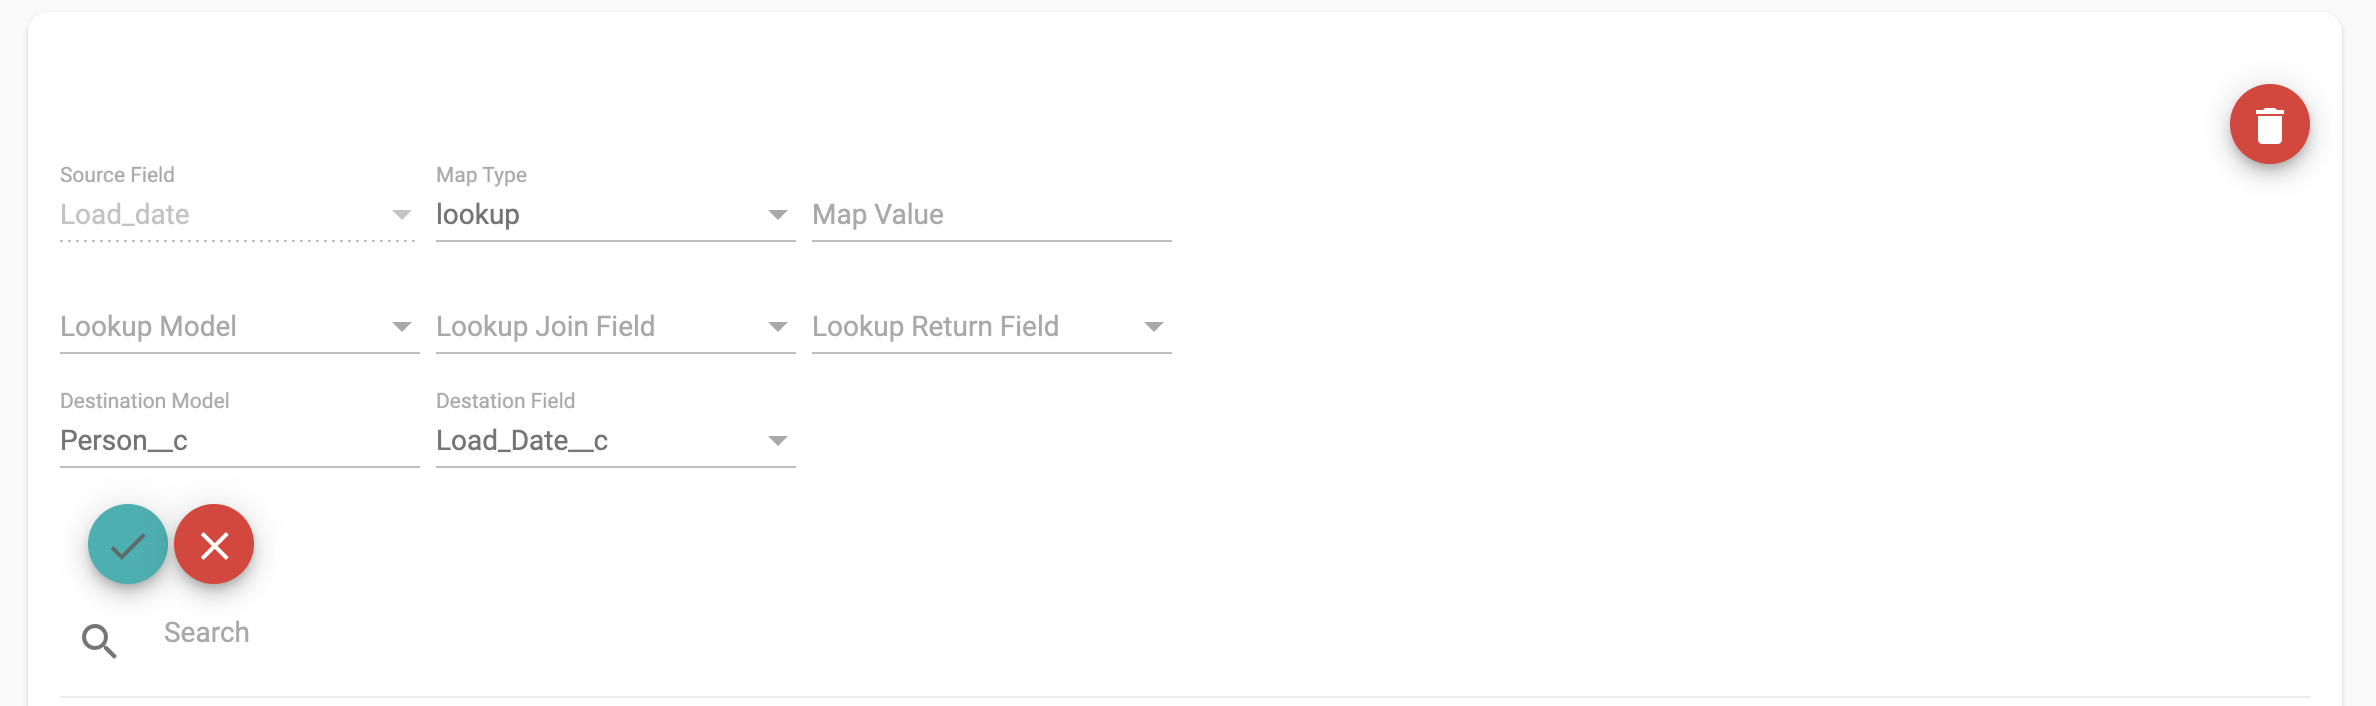 Source Field Map Type
Load_date lookup Map Value
Lookup Model Lookup Join Field Lookup Return Field
Destination Model Destation Field
Person__c Load_Date__c
Search